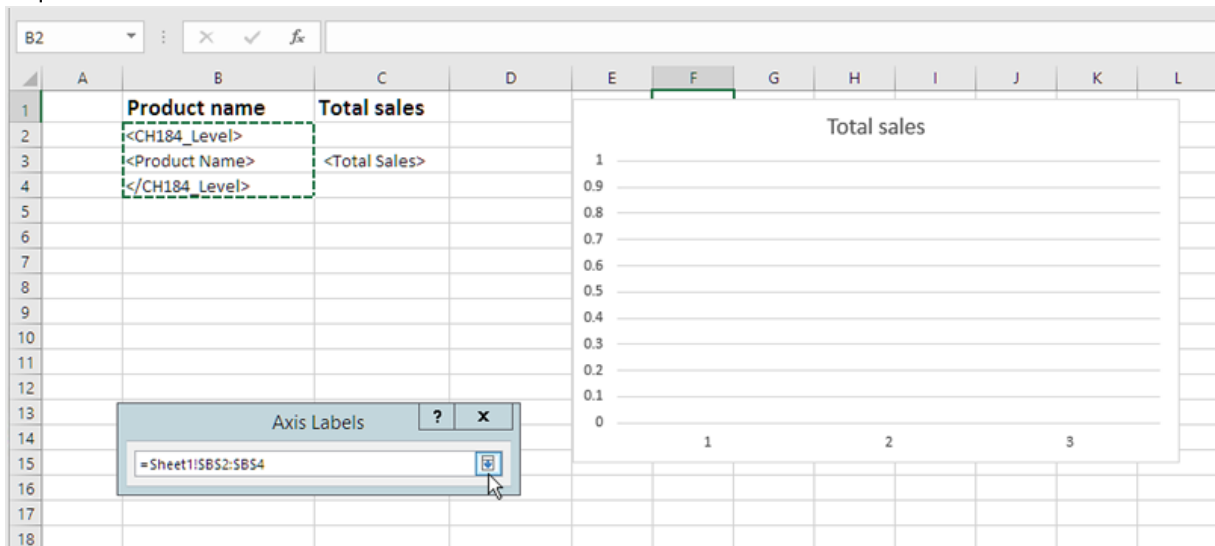 B2 fx
A B C D E F G H I J K L
1 Product name Total sales
2 <CH184_Level>
3 <Product Name> <Total Sales>
4 </CH184_Level>
5
6
7
8
9
10
11
12
13
14
15
16
17
18
Total sales
1
0.9
0.8
0.7
0.6
0.5
0.4
0.3
0.2
0.1
0
1 2 3
Axis Labels ? x
=Sheet1!$B$2:$B$4